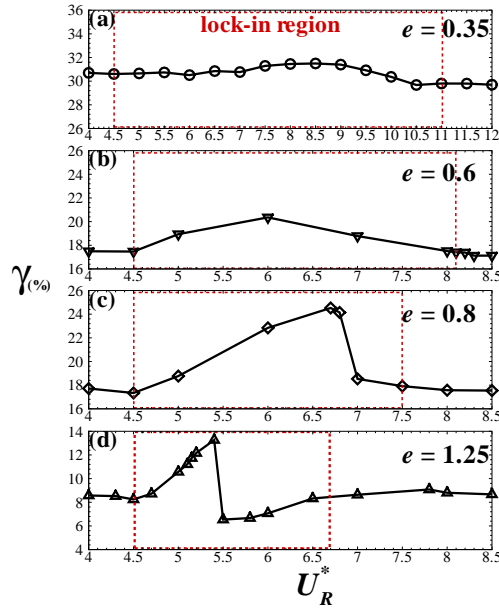 (a) lock-in region e = 0.35
36
34
32
30
28
26
4 4.5 5 5.5 6 6.5 7 7.5 8 8.5 9 9.5 10 10.5 11 11.5 12
(b) e = 0.6
26
24
22
20
18
16
4 4.5 5 5.5 6 6.5 7 7.5 8 8.5
γ(%)
(c) e = 0.8
26
24
22
20
18
16
4 4.5 5 5.5 6 6.5 7 7.5 8 8.5
(d) e = 1.25
14
12
10
8
6
4
4 4.5 5 5.5 6 6.5 7 7.5 8 8.5
U*R